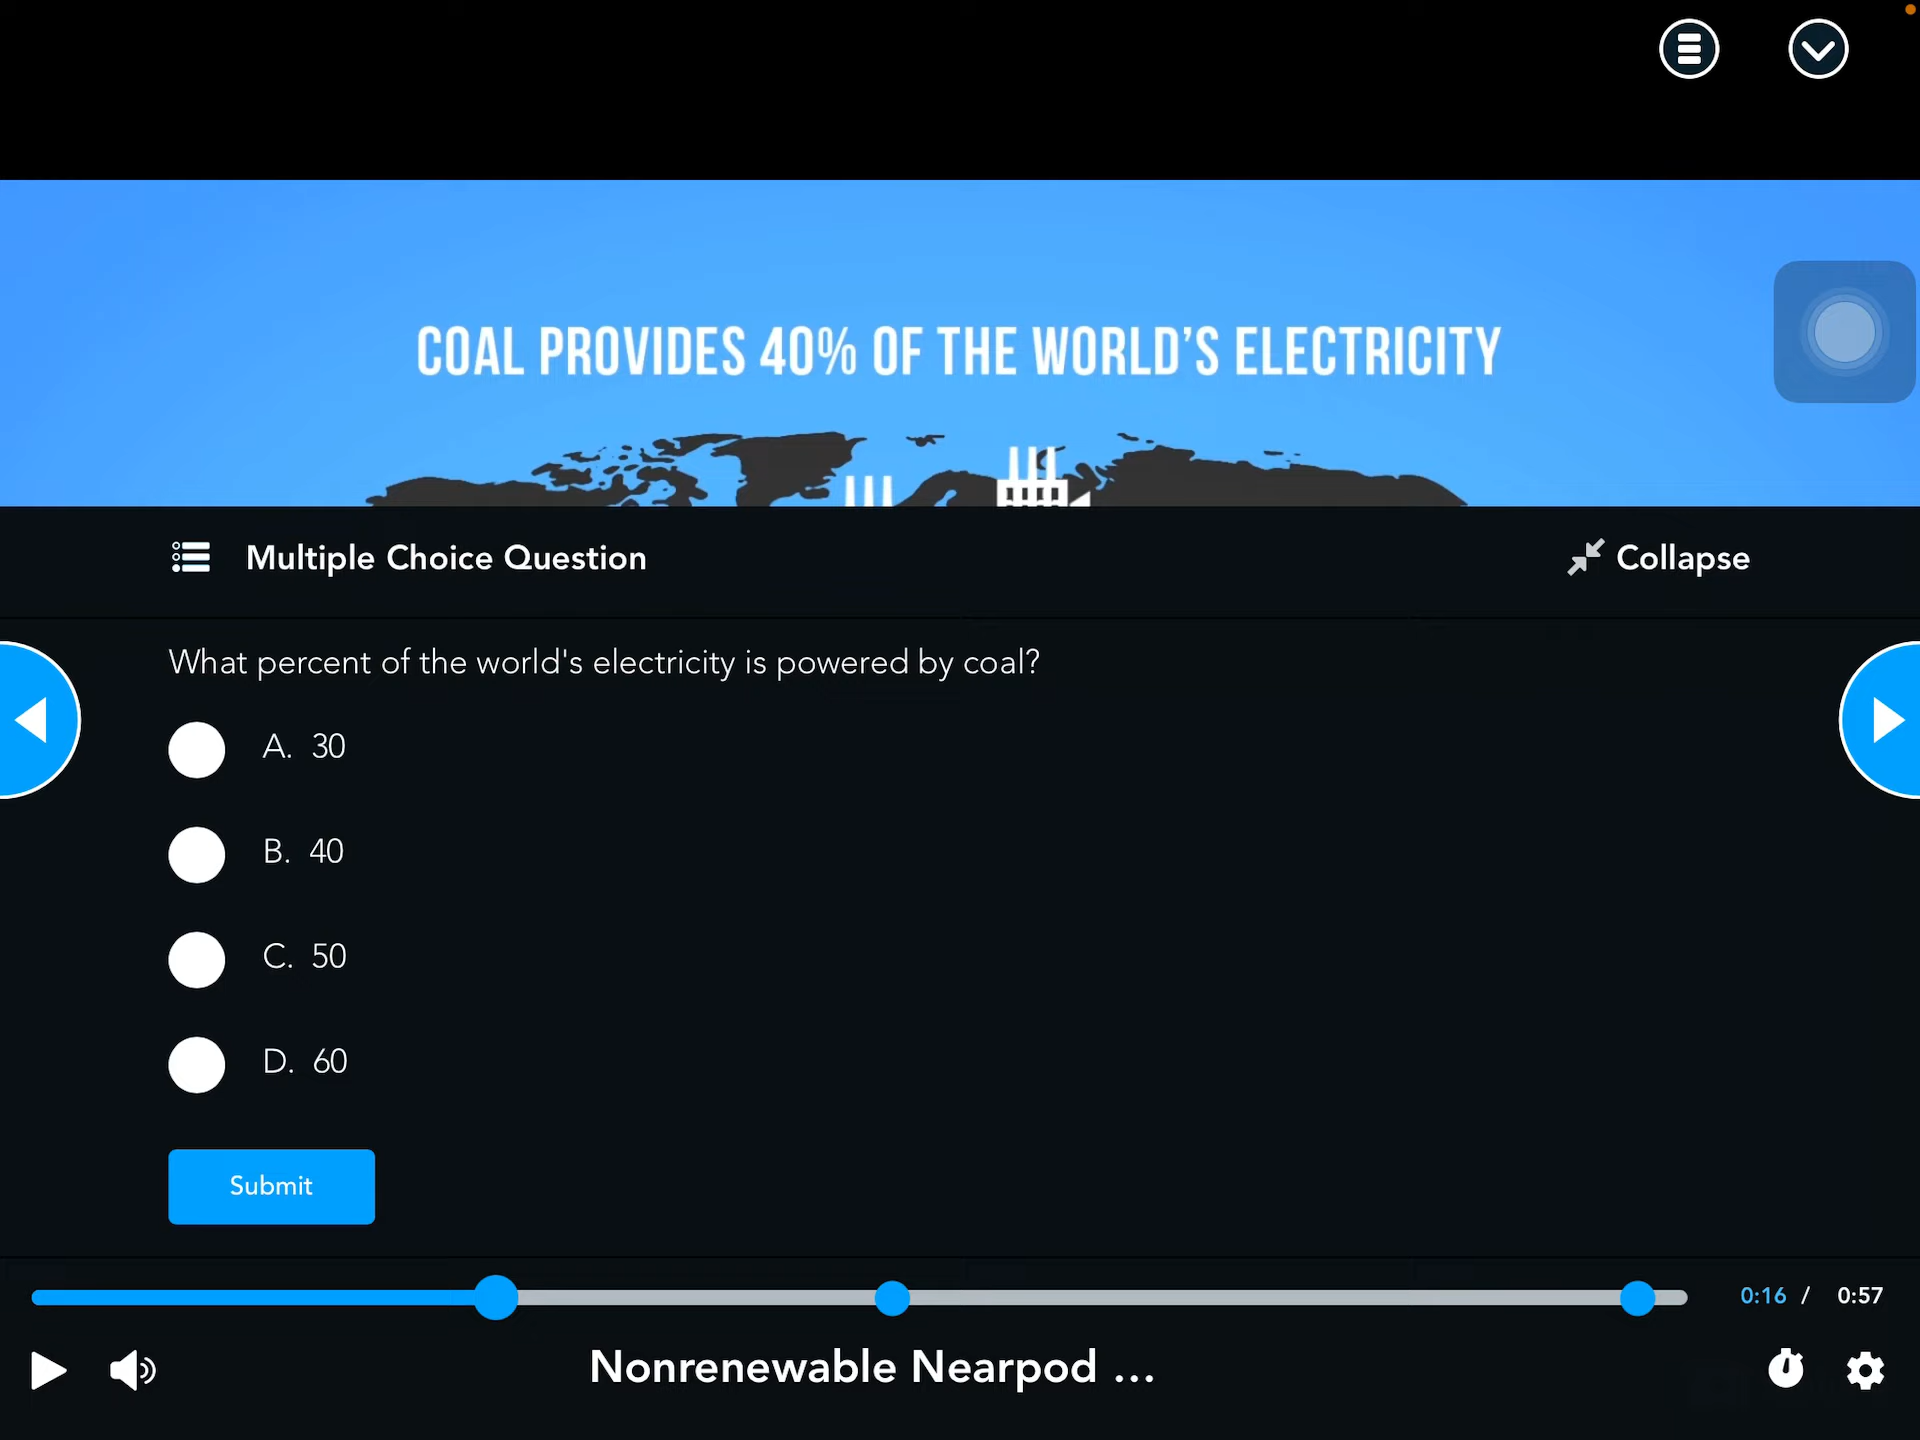 COAL PROVIDES 40% OF THE WORLD'S ELECTRICITY
Multiple Choice Question
Collapse
What percent of the world's electricity is powered by coal?
A. 30
B. 40
C. 50
D. 60
Submit
0:16 / 0:57
Nonrenewable Nearpod ...